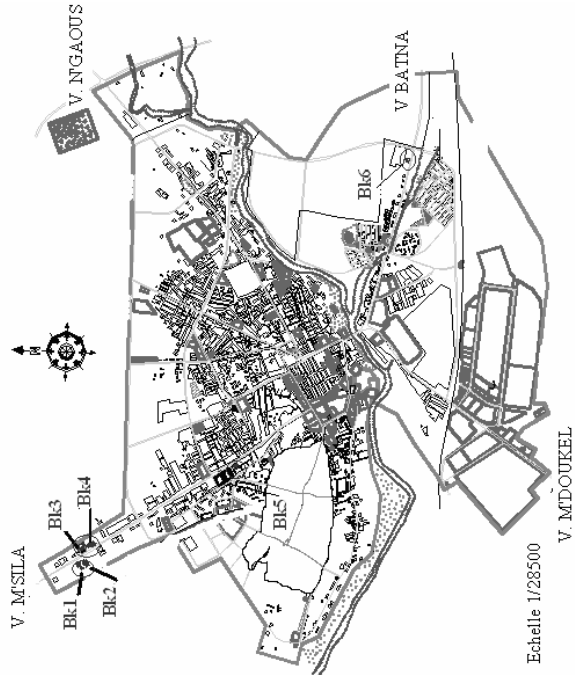 V. M'SILA
V. N'GAOUS
N
Bk3
Bk4
Bk1
Bk2
Bk5
Bk6
V BATNA
V. M'DOUKEL
Echelle 1/28500